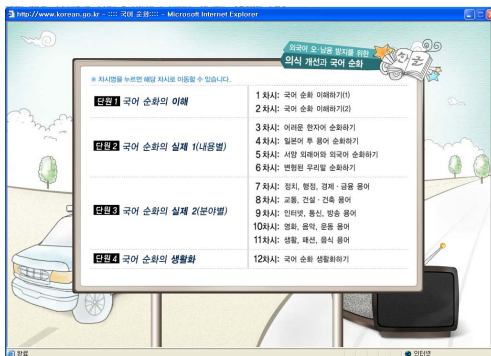 http://www.korean.go.kr - :::: 국어 순화:::: - Microsoft Internet Explorer
외국어 오·남용 방지를 위한
의식 개선과 국어 순화
※ 차시명을 누르면 해당 차시로 이동할 수 있습니다.
단원 1 국어 순화의 이해
1 차시: 국어 순화 이해하기(1)
2 차시: 국어 순화 이해하기(2)
단원 2 국어 순화의 실제 1(내용별)
3 차시: 어려운 한자어 순화하기
4 차시: 일본어 투 용어 순화하기
5 차시: 서양 외래어와 외국어 순화하기
6 차시: 변형된 우리말 순화하기
단원 3 국어 순화의 실제 2(분야별)
7 차시: 정치, 행정, 경제·금융 용어
8 차시: 교통, 건설·건축 용어
9 차시: 인터넷, 통신, 방송 용어
10차시: 영화, 음악, 운동 용어
11차시: 생활, 패션, 음식 용어
단원 4 국어 순화의 생활화
12차시: 국어 순화 생활화하기
완료
인터넷